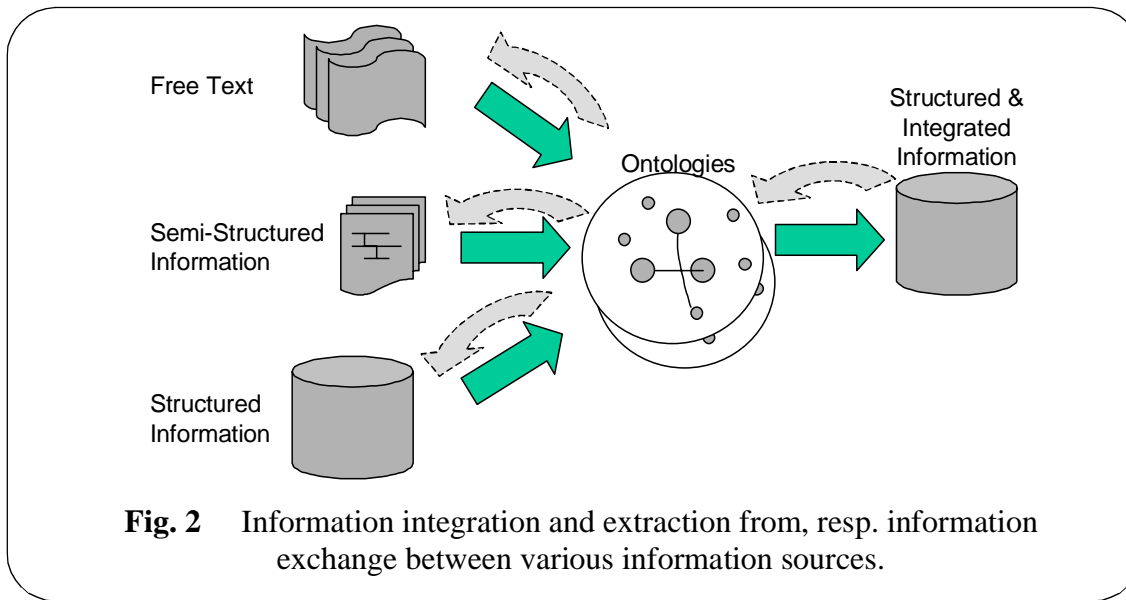 Free Text
Structured &
Integrated
Information
Ontologies
Semi-Structured
Information
Structured
Information
Fig. 2 Information integration and extraction from, resp. information
exchange between various information sources.